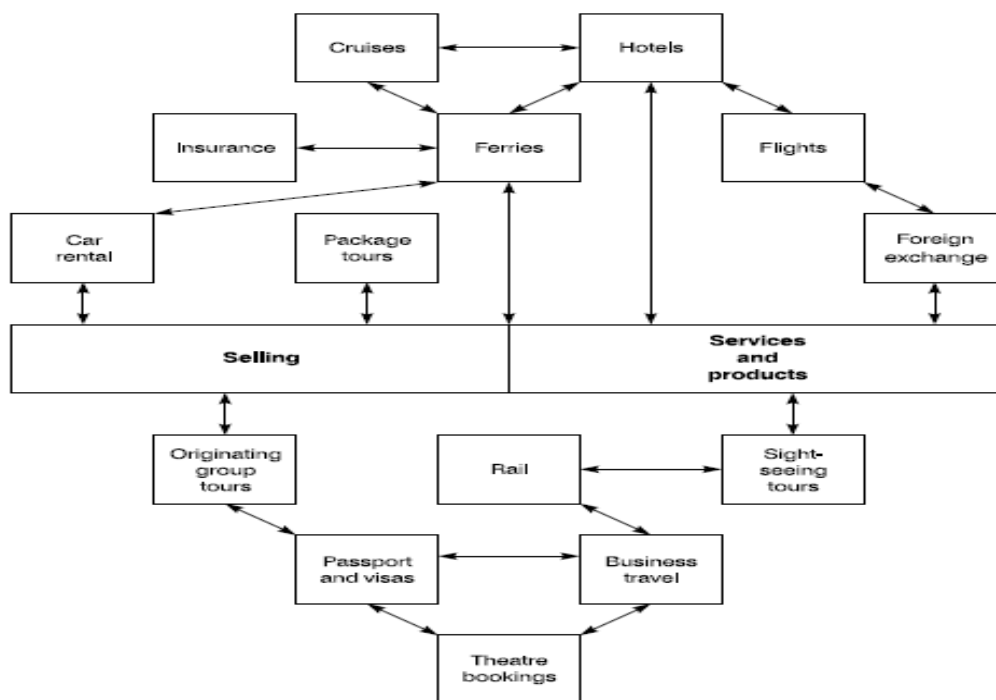 Cruises
Hotels
Insurance
Ferries
Flights
Car
rental
Package
tours
Foreign
exchange
Selling
Services
and
products
Originating
group
tours
Rail
Sight-
seeing
tours
Passport
and visas
Business
travel
Theatre
bookings